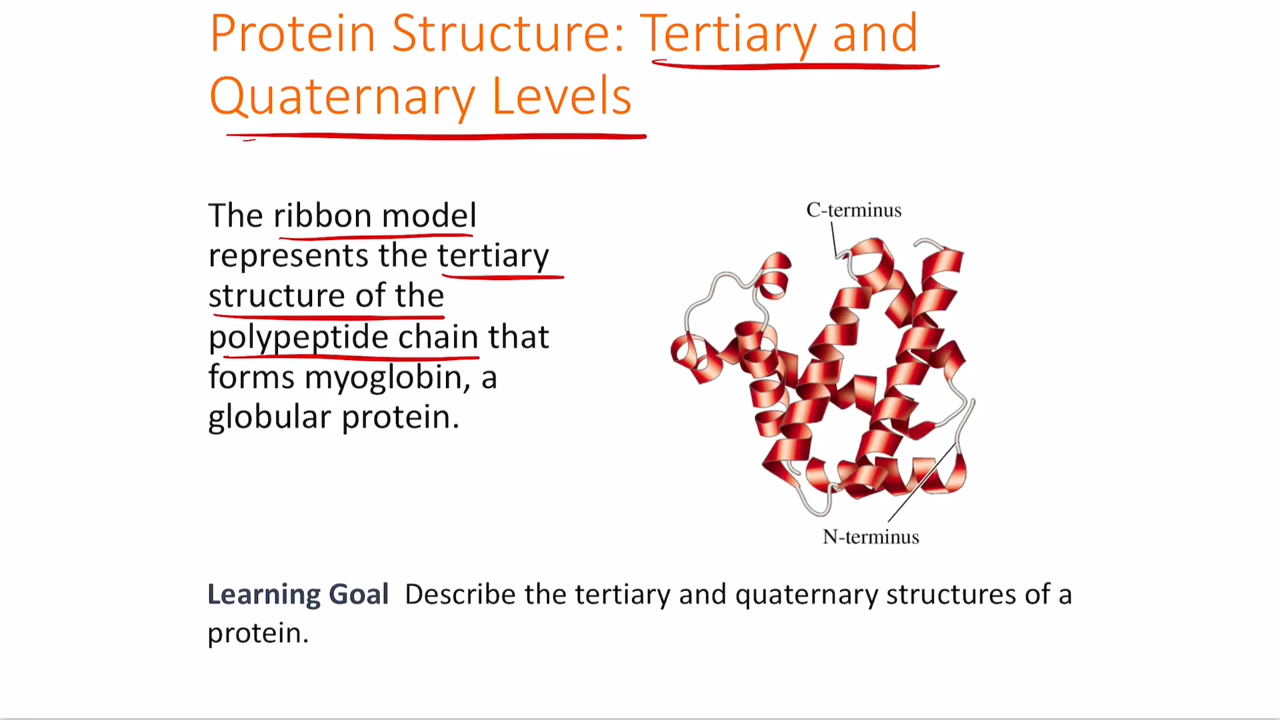 Protein Structure: Tertiary and
Quaternary Levels
The ribbon model
represents the tertiary
structure of the
polypeptide chain that
forms myoglobin, a
globular protein.
C-terminus
N-terminus
Learning Goal  Describe the tertiary and quaternary structures of a
protein.